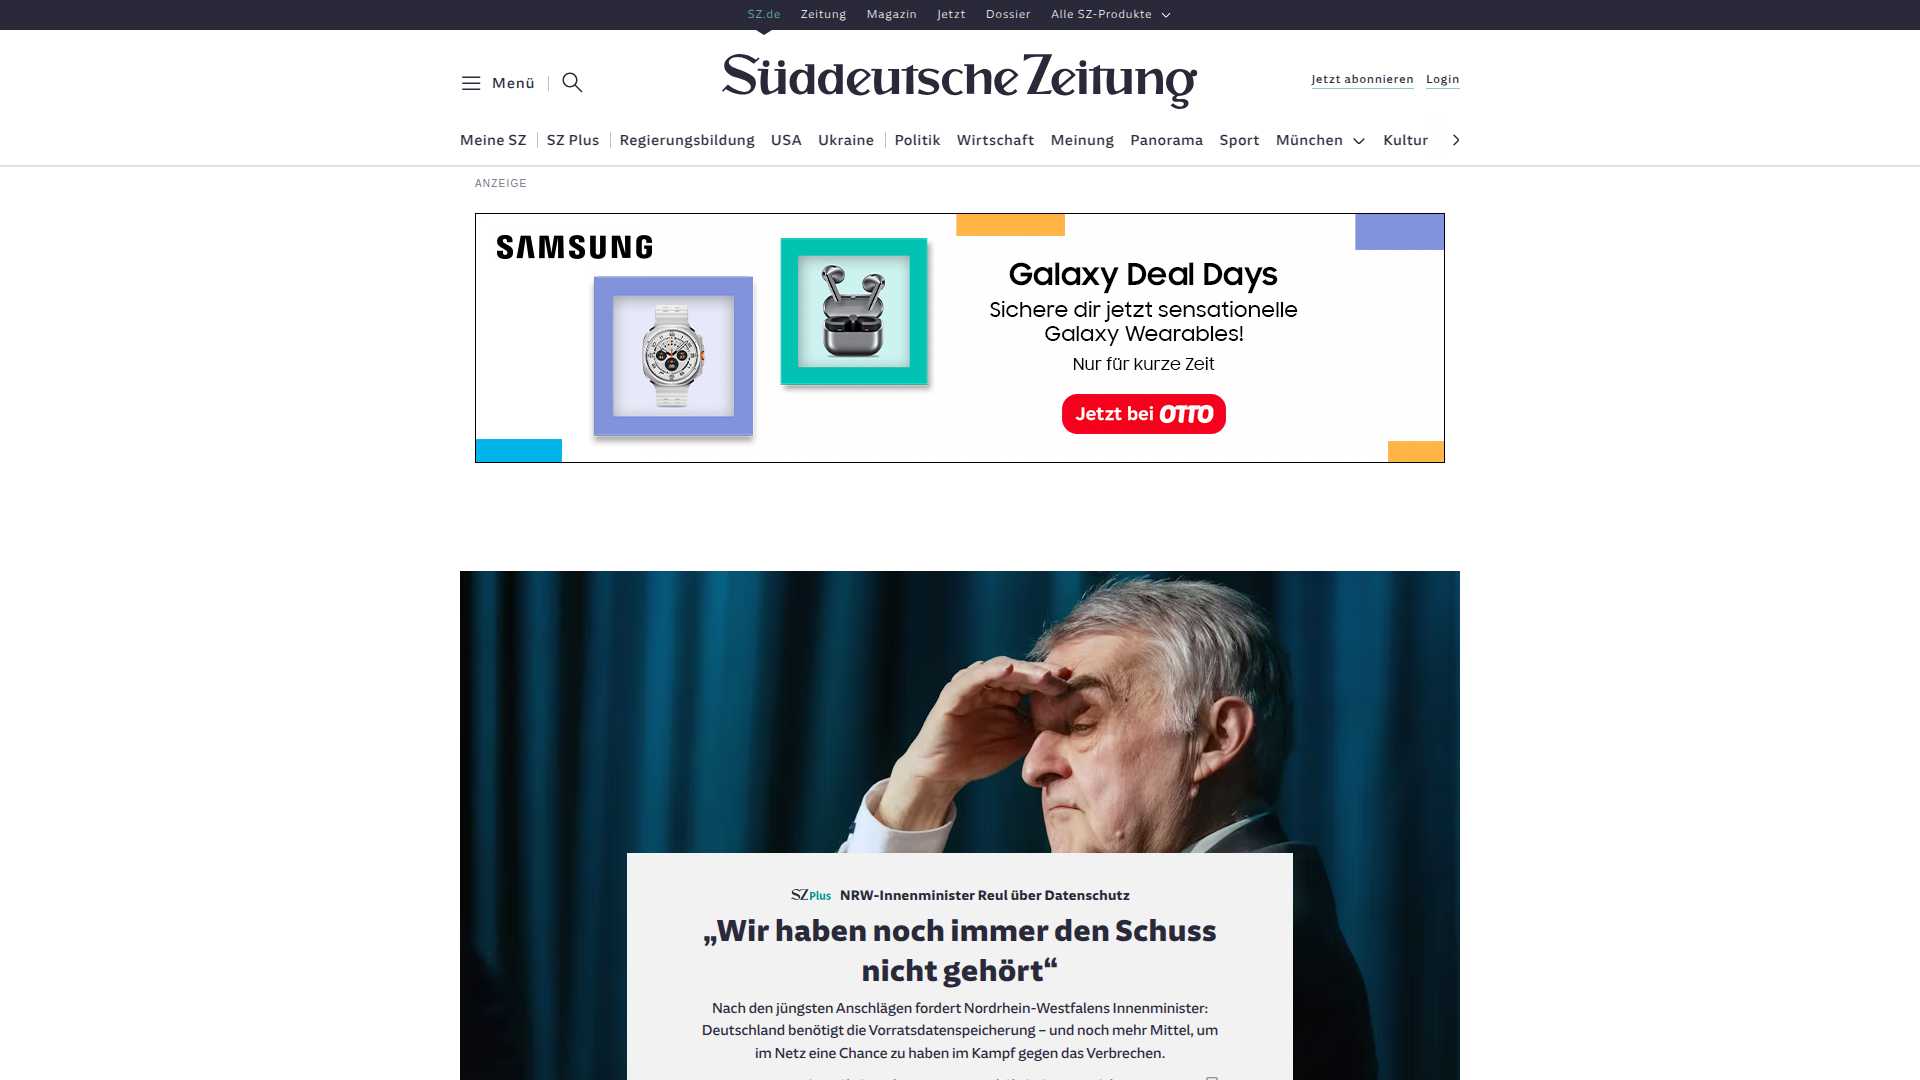 SZ.de Zeitung Magazin Jetzt Dossier Alle SZ-Produkte
Menü
Süddeutsche Zeitung
Jetzt abonnieren Login
Meine SZ SZ Plus Regierungsbildung USA Ukraine Politik Wirtschaft Meinung Panorama Sport München Kultur
ANZEIGE
SAMSUNG
Galaxy Deal Days
Sichere dir jetzt sensationelle
Galaxy Wearables!
Nur für kurze Zeit
Jetzt bei OTTO
SZ Plus NRW-Innenminister Reul über Datenschutz
„Wir haben noch immer den Schuss
nicht gehört“
Nach den jüngsten Anschlägen fordert Nordrhein-Westfalens Innenminister:
Deutschland benötigt die Vorratsdatenspeicherung – und noch mehr Mittel, um
im Netz eine Chance zu haben im Kampf gegen das Verbrechen.